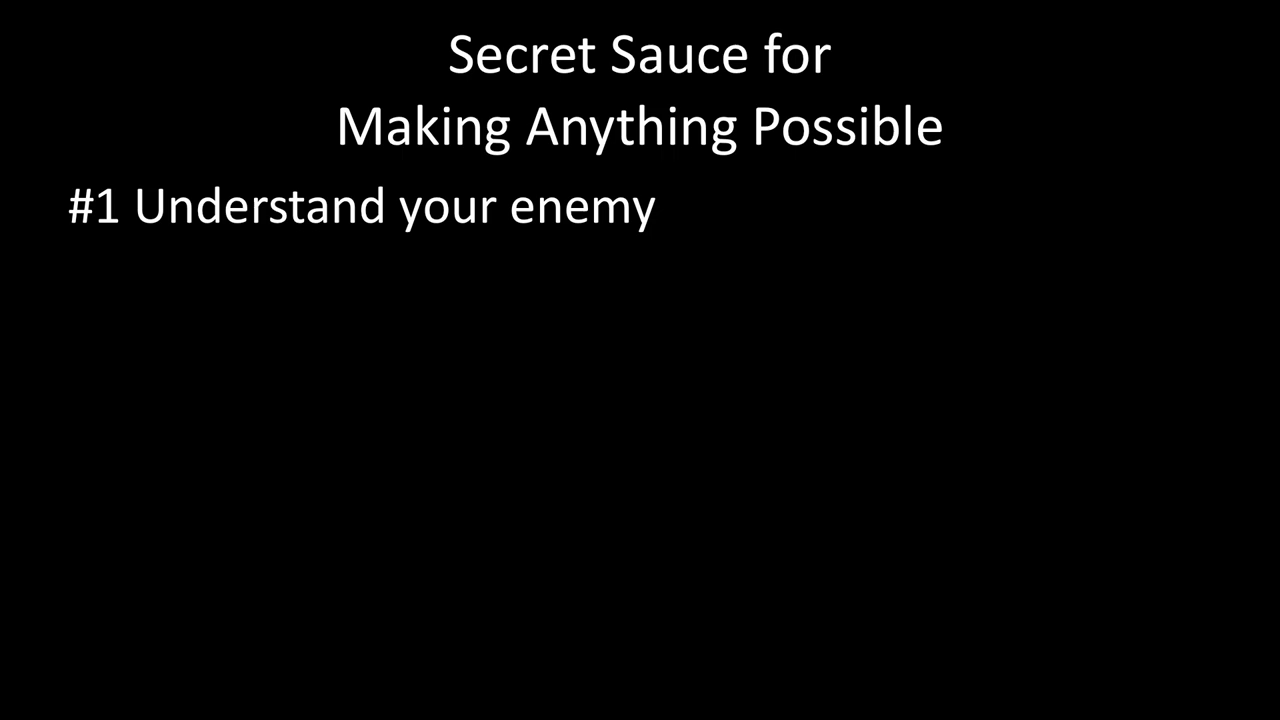 Secret Sauce for
Making Anything Possible
#1 Understand your enemy